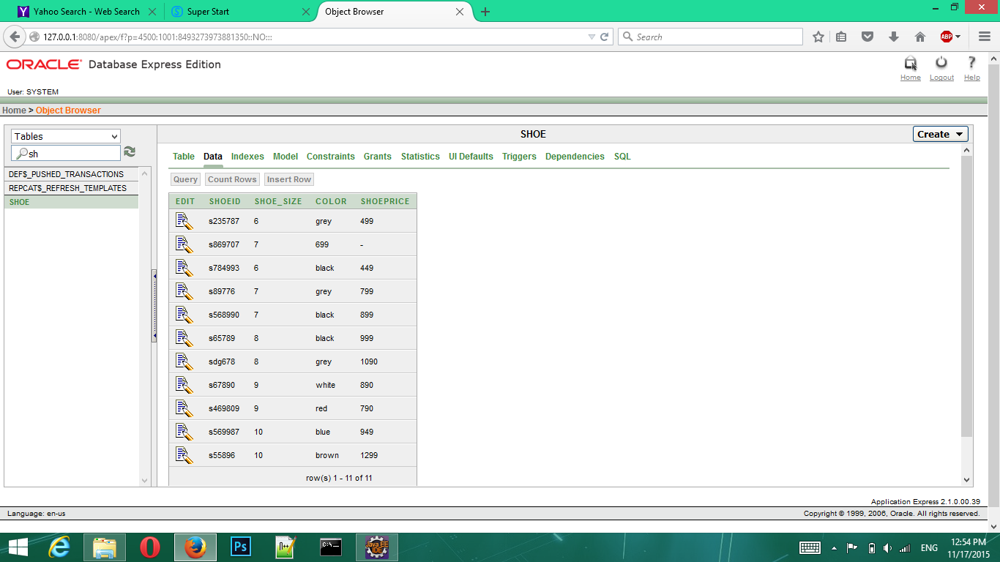 Yahoo Search - Web Search
Super Start
Object Browser
127.0.0.1:8080/apex/f?p=4500:1001:8493273973881350::NO:::
Search
ABP
ORACLE Database Express Edition
Home Logout Help
User: SYSTEM
Home > Object Browser
Tables
sh
DEF$_PUSHED_TRANSACTIONS
REPCAT$_REFRESH_TEMPLATES
SHOE
SHOE
Create
Table Data Indexes Model Constraints Grants Statistics UI Defaults Triggers Dependencies SQL
Query Count Rows Insert Row
EDIT SHOEID SHOE_SIZE COLOR SHOEPRICE
s235787 6 grey 499
s869707 7 699 -
s784993 6 black 449
s89776 7 grey 799
s568990 7 black 899
s65789 8 black 999
sdg678 8 grey 1090
s67890 9 white 890
s469809 9 red 790
s569987 10 blue 949
s55896 10 brown 1299
row(s) 1 - 11 of 11
Application Express 2.1.0.00.39
Language: en-us
Copyright © 1999, 2006, Oracle. All rights reserved.
Ps
Java EE
IDE
ENG
12:54 PM
11/17/2015